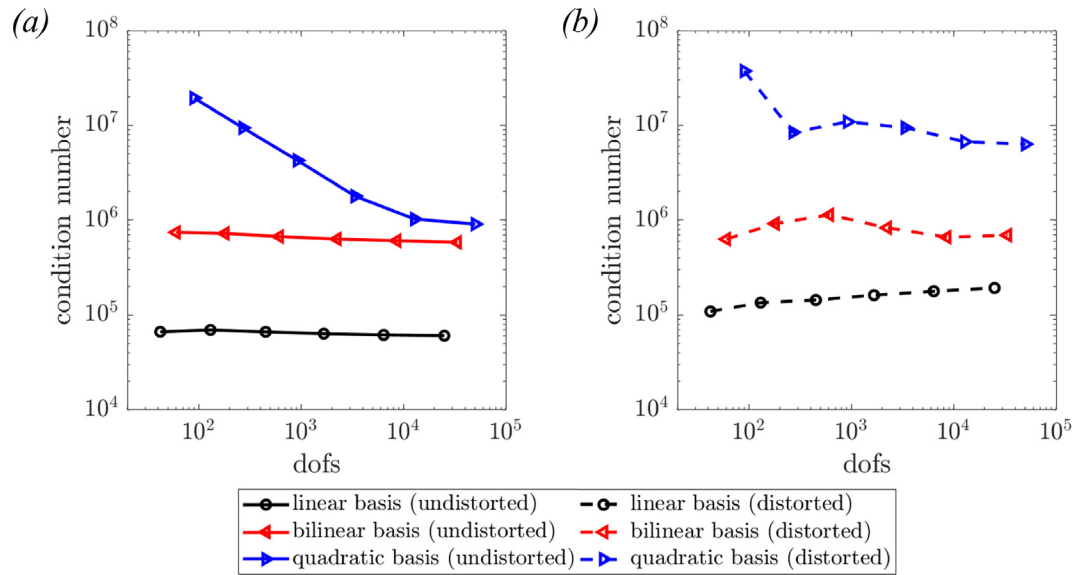 (a)
(b)
10^8
10^7
10^6
10^5
10^4
condition number
10^2
10^3
10^4
10^5
dofs
10^8
10^7
10^6
10^5
10^4
condition number
10^2
10^3
10^4
10^5
dofs
linear basis (undistorted)
linear basis (distorted)
bilinear basis (undistorted)
bilinear basis (distorted)
quadratic basis (undistorted)
quadratic basis (distorted)